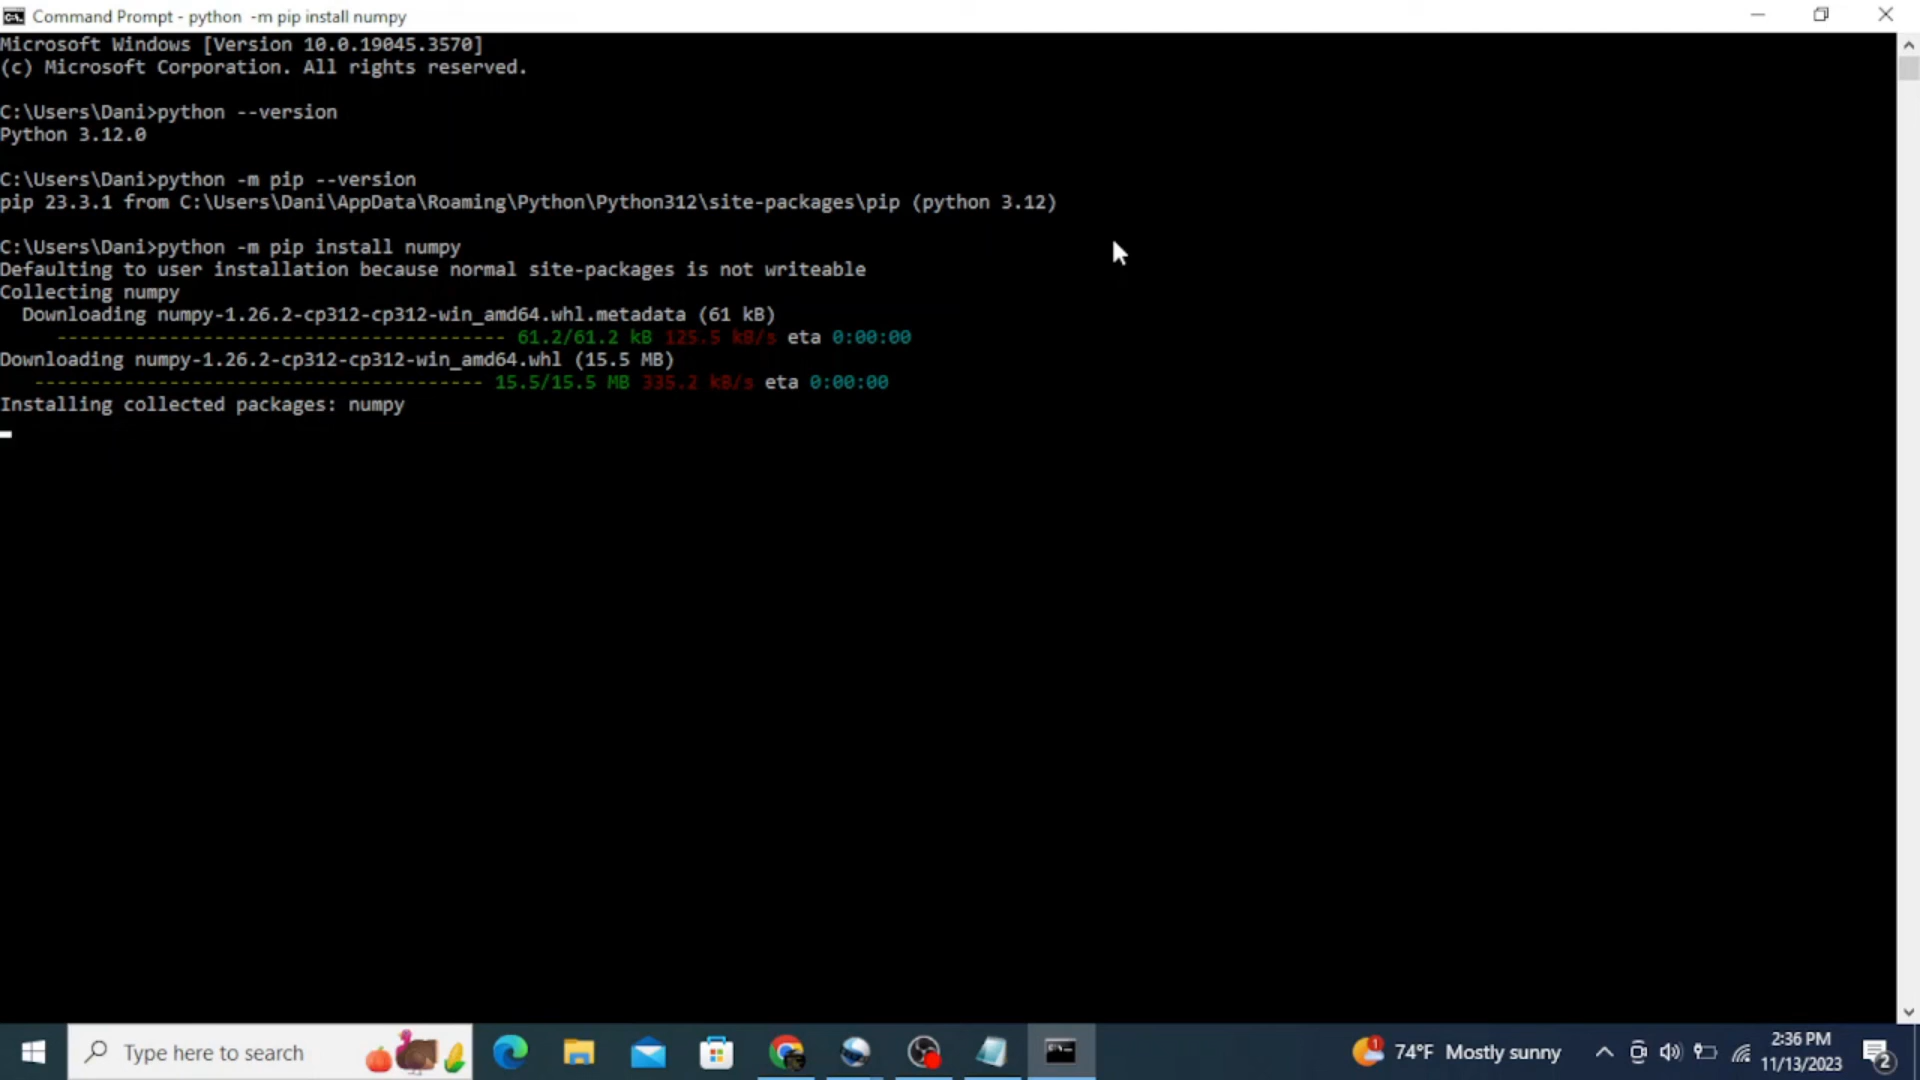 Command Prompt - python  -m pip install numpy
Microsoft Windows [Version 10.0.19045.3570]
(c) Microsoft Corporation. All rights reserved.
C:\Users\Dani>python --version
Python 3.12.0
C:\Users\Dani>python -m pip --version
pip 23.3.1 from C:\Users\Dani\AppData\Roaming\Python\Python312\site-packages\pip (python 3.12)
C:\Users\Dani>python -m pip install numpy
Defaulting to user installation because normal site-packages is not writeable
Collecting numpy
  Downloading numpy-1.26.2-cp312-cp312-win_amd64.whl.metadata (61 kB)
     ---------------------------------------- 61.2/61.2 kB 125.5 kB/s eta 0:00:00
Downloading numpy-1.26.2-cp312-cp312-win_amd64.whl (15.5 MB)
   ---------------------------------------- 15.5/15.5 MB 335.2 kB/s eta 0:00:00
Installing collected packages: numpy
Type here to search
74°F Mostly sunny
2:36 PM
11/13/2023
2